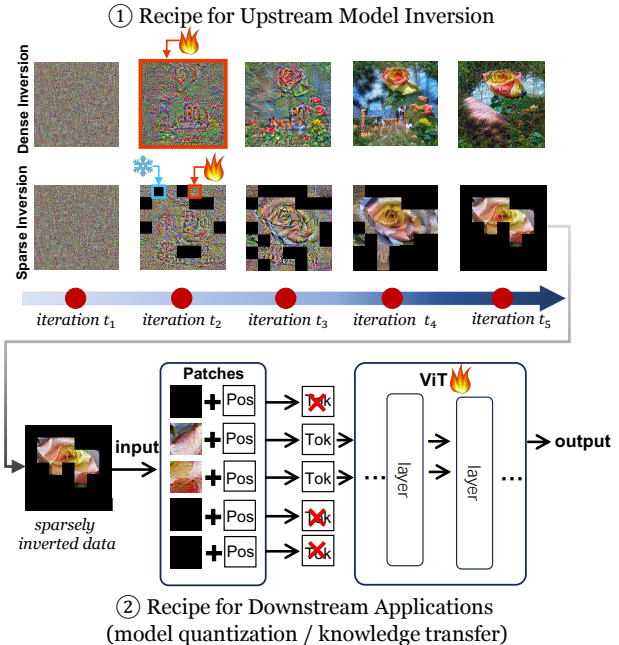 ① Recipe for Upstream Model Inversion
Dense Inversion
Sparse Inversion
iteration t1
iteration t2
iteration t3
iteration t4
iteration t5
Patches
ViT
Pos
Tok
Pos
Tok
Pos
Tok
Pos
Tok
Pos
Tok
input
...
layer
layer
...
output
sparsely
inverted data
② Recipe for Downstream Applications
(model quantization / knowledge transfer)